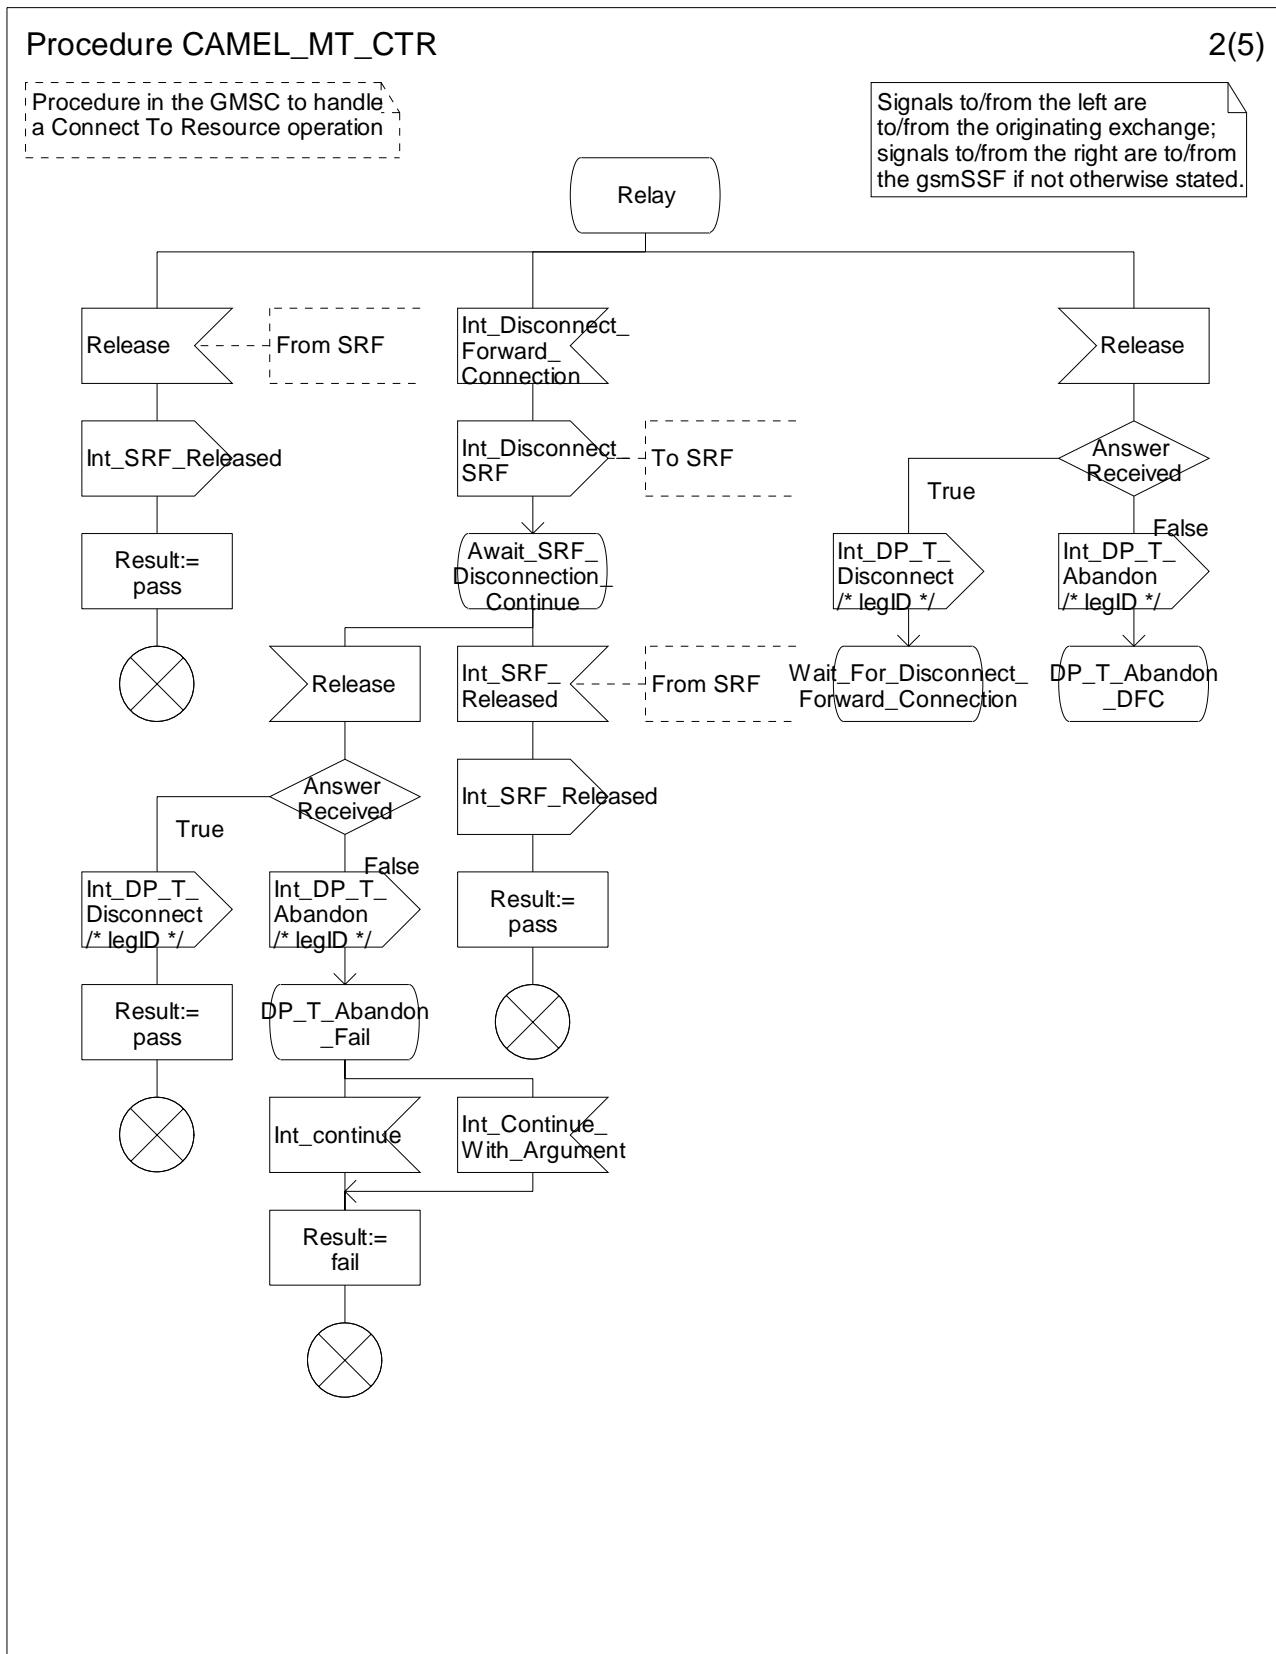 Procedure CAMEL_MT_CTR
2(5)
Procedure in the GMSC to handle
a Connect To Resource operation
Signals to/from the left are
to/from the originating exchange;
signals to/from the right are to/from
the gsmSSF if not otherwise stated.
Relay
Release
From SRF
Int_Disconnect_
Forward_
Connection
Release
Int_SRF_Released
Int_Disconnect_
SRF
To SRF
Answer
Received
True
False
Result:=
pass
Await_SRF_
Disconnection_
Continue
Int_DP_T_
Disconnect
/* legID */
Int_DP_T_
Abandon
/* legID */
Release
Int_SRF_
Released
From SRF
Wait_For_Disconnect_
Forward_Connection
DP_T_Abandon
_DFC
Answer
Received
Int_SRF_Released
True
False
Int_DP_T_
Disconnect
/* legID */
Int_DP_T_
Abandon
/* legID */
Result:=
pass
Result:=
pass
DP_T_Abandon
_Fail
Int_continue
Int_Continue_
With_Argument
Result:=
fail